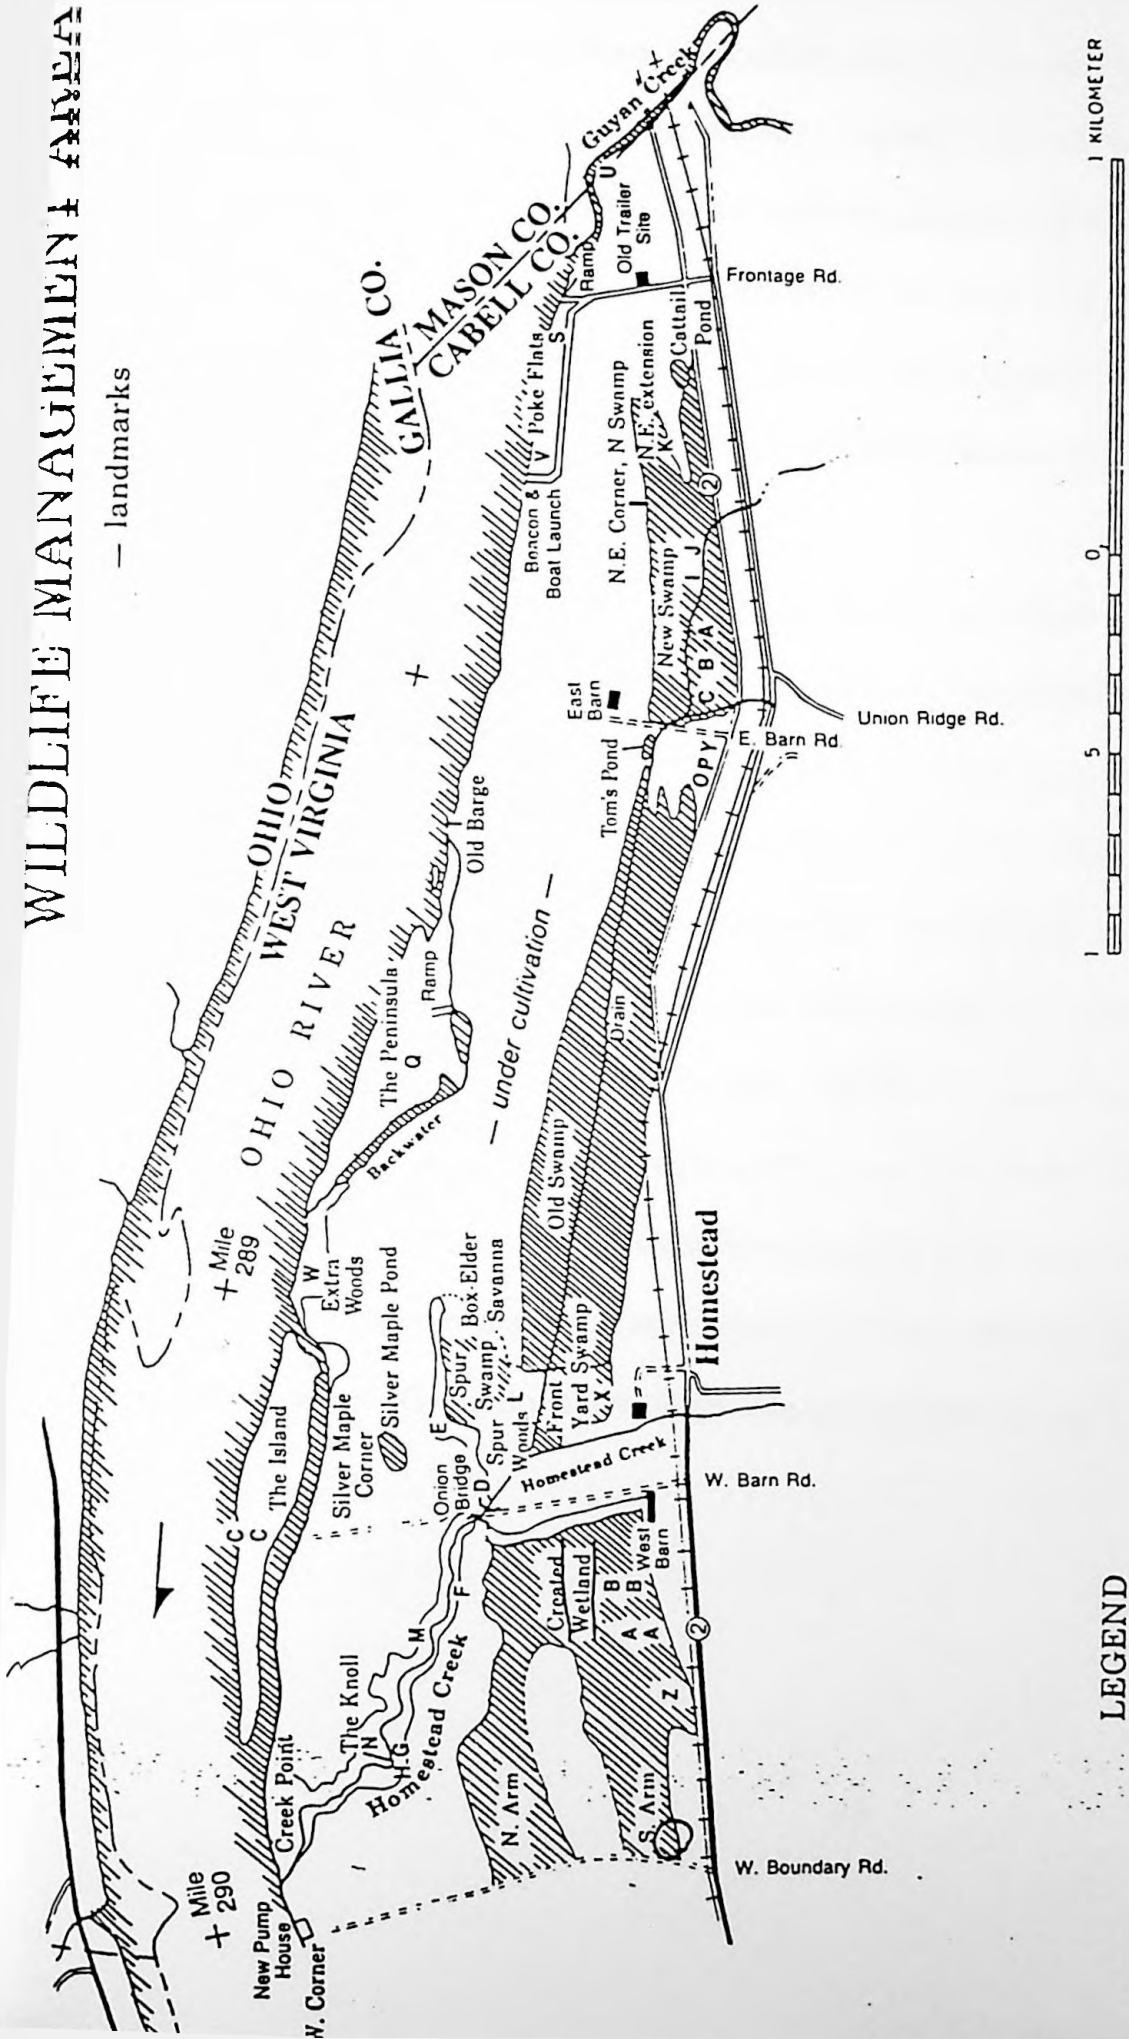 WILDLIFE MANAGEMENT AREA
— landmarks
GALLIA CO.
MASON CO.
CABELL CO.
Guyan Creek
U
Old Trailer
Site
Ramp
Frontage Rd.
S
Poke Flats
V
Beacon &
Boat Launch
Cattail
Pond
N.E. extension
K
N.E. Corner, N Swamp
2
New Swamp
I J
C B A
East
Barn
Union Ridge Rd.
E. Barn Rd.
Tom's Pond
OPY
OHIO
WEST VIRGINIA
OHIO RIVER
Old Barge
T
Ramp
The Peninsula
Q
Backwater
— under cultivation —
Drain
Old Swamp
Mile
289
W
Extra
Woods
Silver Maple Pond
Silver Maple
Corner
The Island
C
C
Box-Elder
Savanna
Spur
Swamp
E
Spur
Woods
L
Front
Yard Swamp
X
Homestead
Onion
Bridge
D
Homestead Creek
W. Barn Rd.
West
Barn
Created
Wetland
B
B
A
A
Z
2
F
M
Homestead Creek
The Knoll
N
G
H
Creek Point
N. Arm
S. Arm
W. Boundary Rd.
Mile
290
New Pump
House
W. Corner
1 5 0 1 KILOMETER
LEGEND